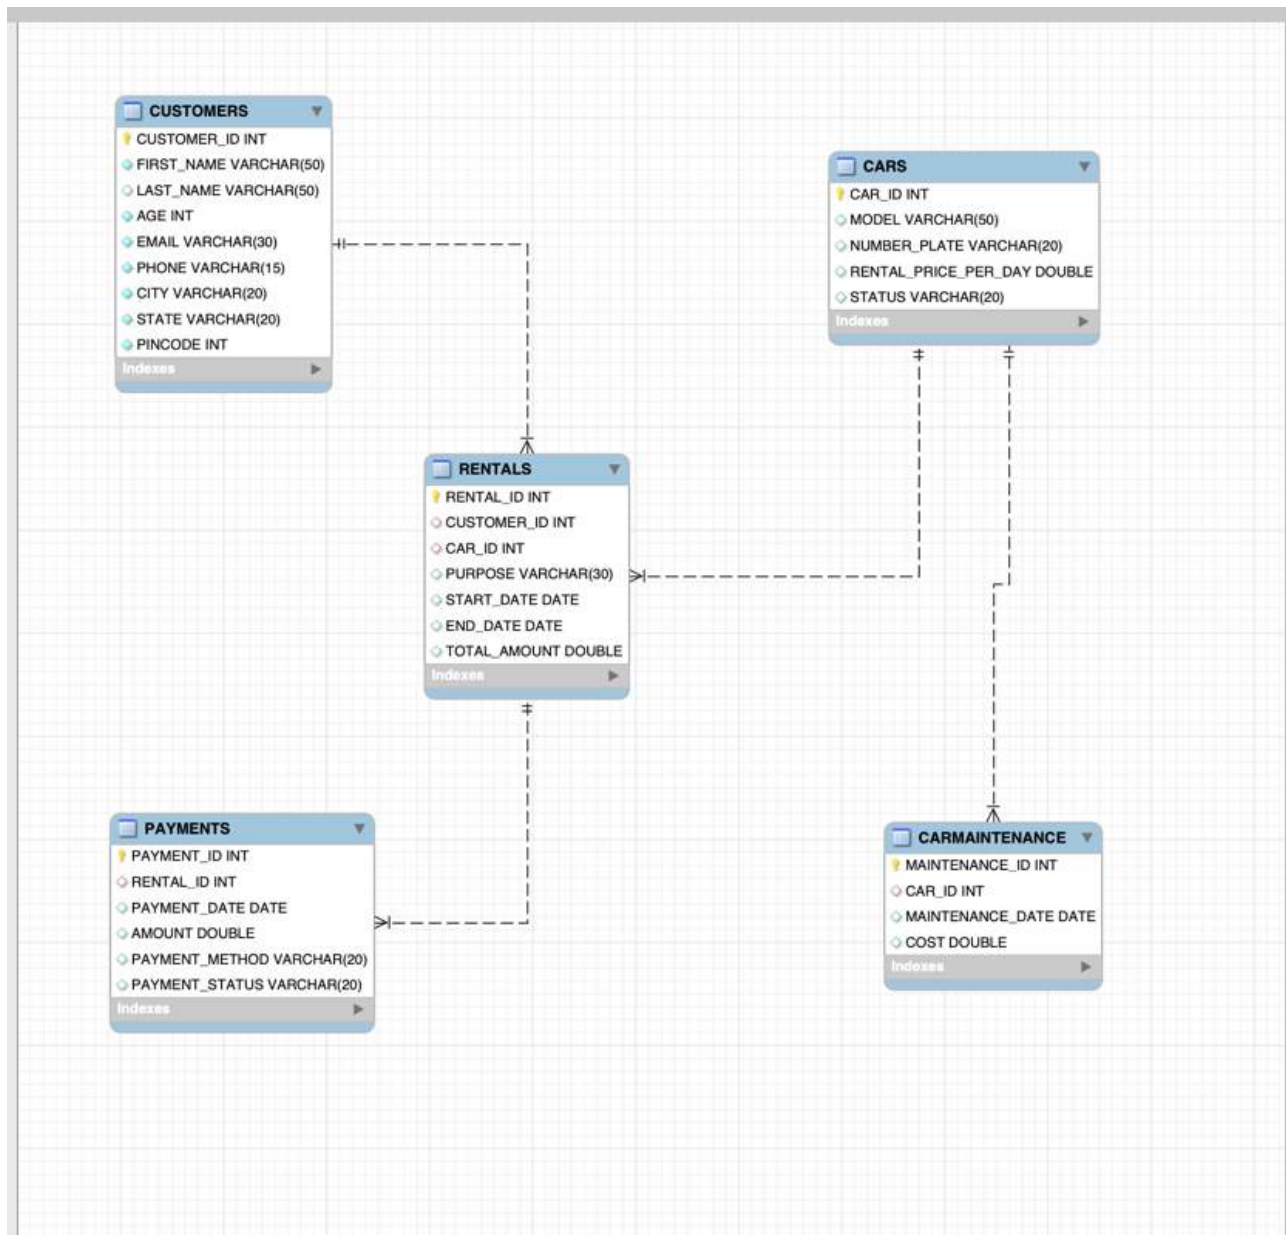 CUSTOMERS
CUSTOMER_ID INT
FIRST_NAME VARCHAR(50)
LAST_NAME VARCHAR(50)
AGE INT
EMAIL VARCHAR(30)
PHONE VARCHAR(15)
CITY VARCHAR(20)
STATE VARCHAR(20)
PINCODE INT
Indexes
CARS
CAR_ID INT
MODEL VARCHAR(50)
NUMBER_PLATE VARCHAR(20)
RENTAL_PRICE_PER_DAY DOUBLE
STATUS VARCHAR(20)
Indexes
RENTALS
RENTAL_ID INT
CUSTOMER_ID INT
CAR_ID INT
PURPOSE VARCHAR(30)
START_DATE DATE
END_DATE DATE
TOTAL_AMOUNT DOUBLE
Indexes
PAYMENTS
PAYMENT_ID INT
RENTAL_ID INT
PAYMENT_DATE DATE
AMOUNT DOUBLE
PAYMENT_METHOD VARCHAR(20)
PAYMENT_STATUS VARCHAR(20)
Indexes
CARMAINTENANCE
MAINTENANCE_ID INT
CAR_ID INT
MAINTENANCE_DATE DATE
COST DOUBLE
Indexes